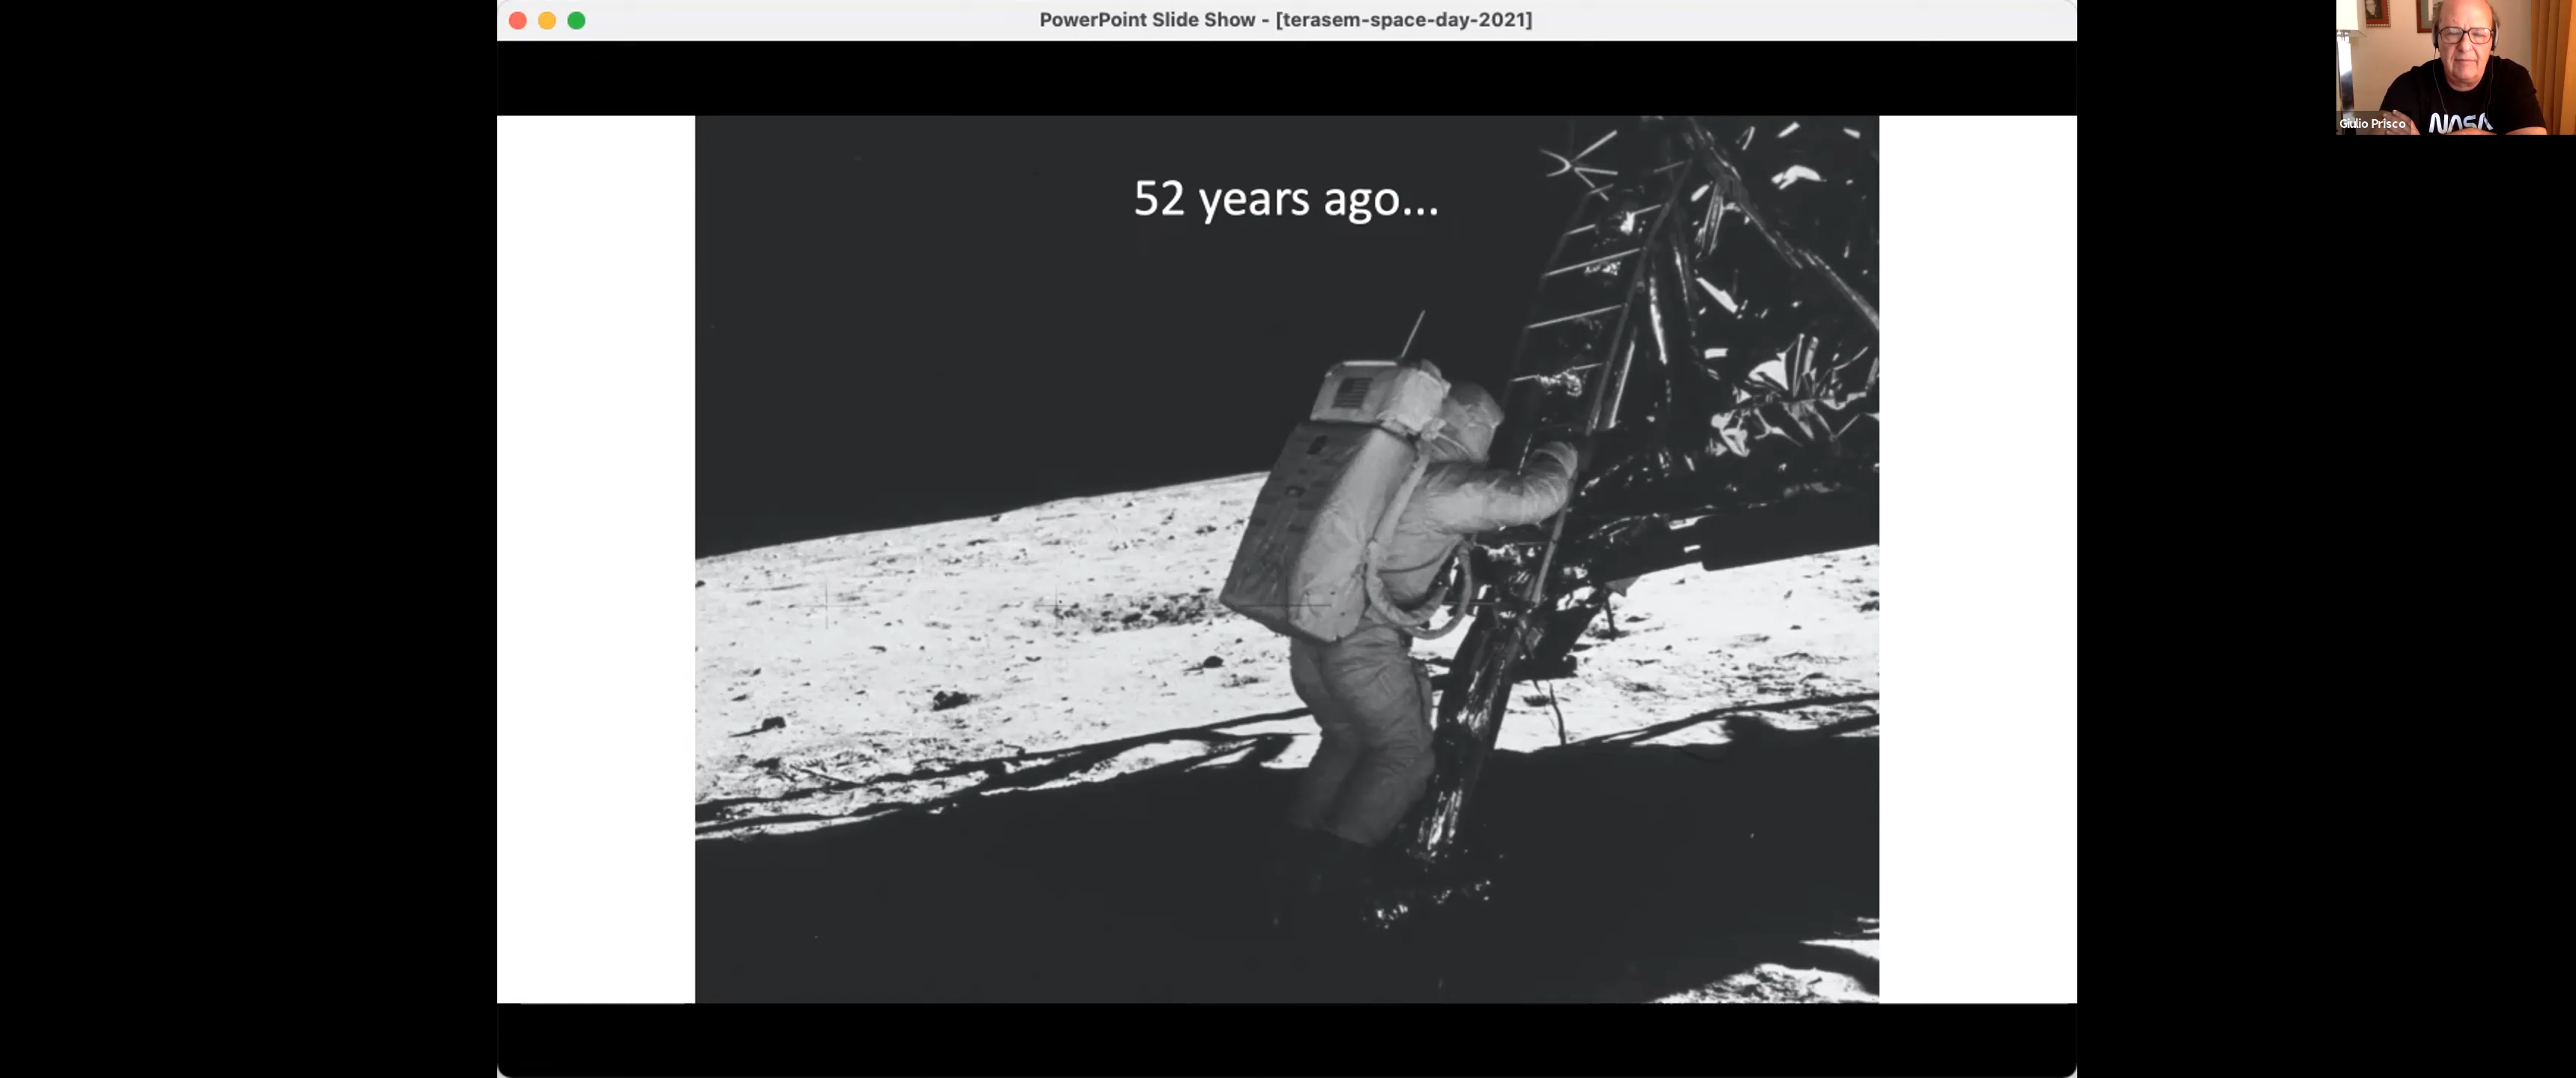 PowerPoint Slide Show - [terasem-space-day-2021]
52 years ago...
Giulio Prisco
NASA